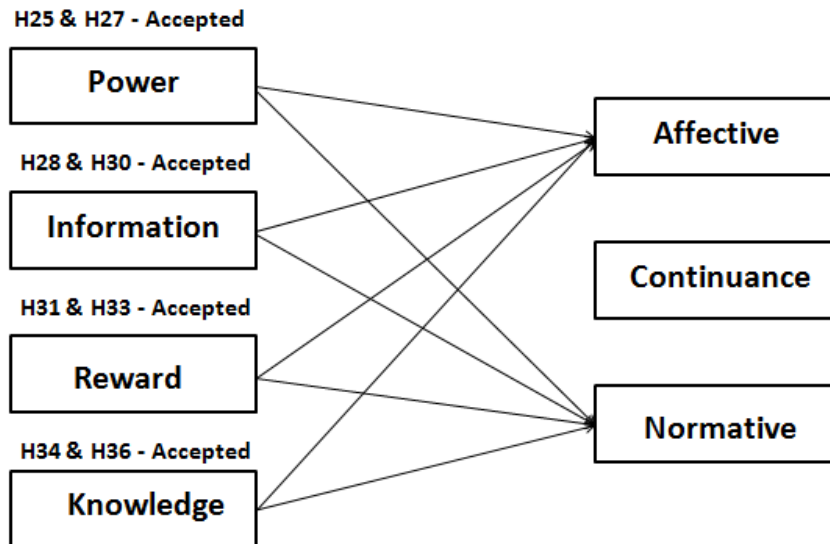 H25 & H27 - Accepted
Power
Affective
H28 & H30 - Accepted
Information
Continuance
H31 & H33 - Accepted
Reward
Normative
H34 & H36 - Accepted
Knowledge